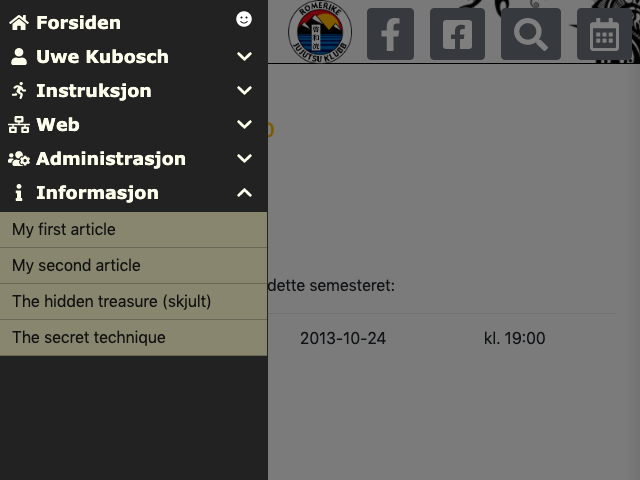 Forsiden
Uwe Kubosch
Instruksjon
Web
Administrasjon
Informasjon
My first article
My second article
The hidden treasure (skjult)
The secret technique
ROMERIKE
JUJUTSU KLUBB
dette semesteret:
2013-10-24 kl. 19:00